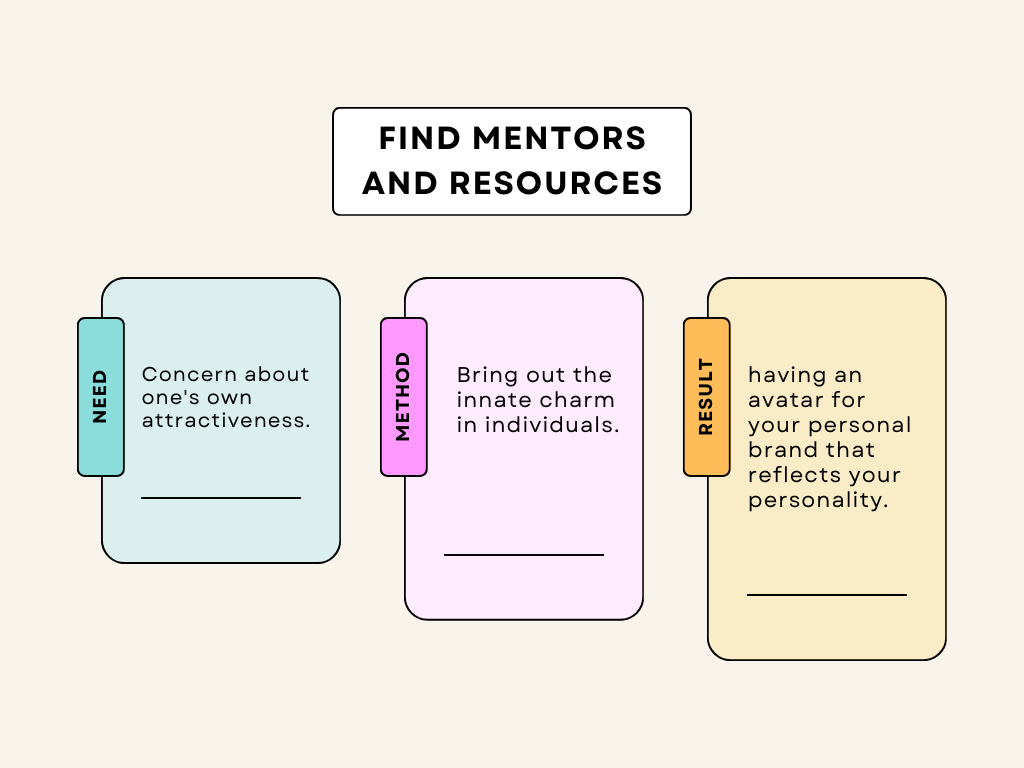 FIND MENTORS
AND RESOURCES
NEED
Concern about
one's own
attractiveness.
METHOD
Bring out the
innate charm
in individuals.
RESULT
having an
avatar for
your personal
brand that
reflects your
personality.